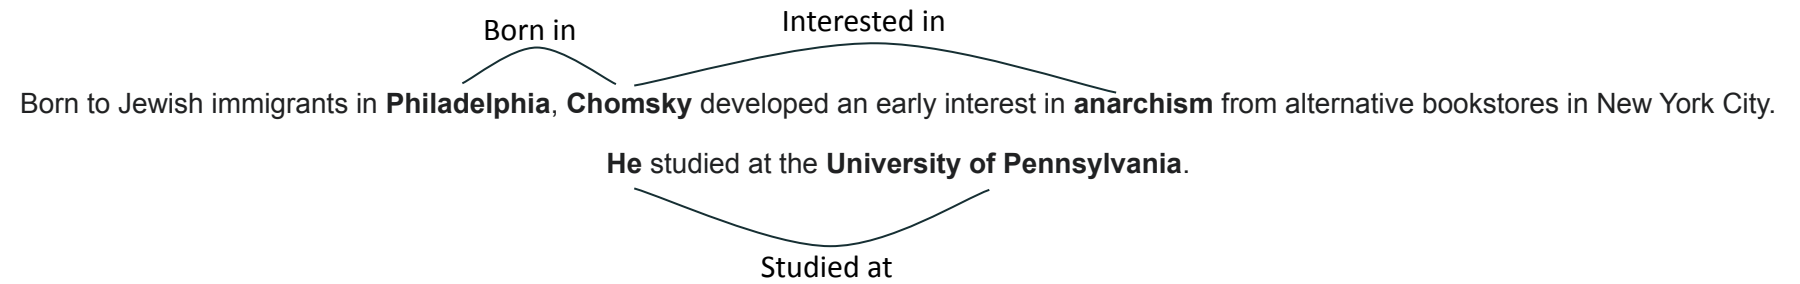 Born in
Interested in
Born to Jewish immigrants in Philadelphia, Chomsky developed an early interest in anarchism from alternative bookstores in New York City.
He studied at the University of Pennsylvania.
Studied at